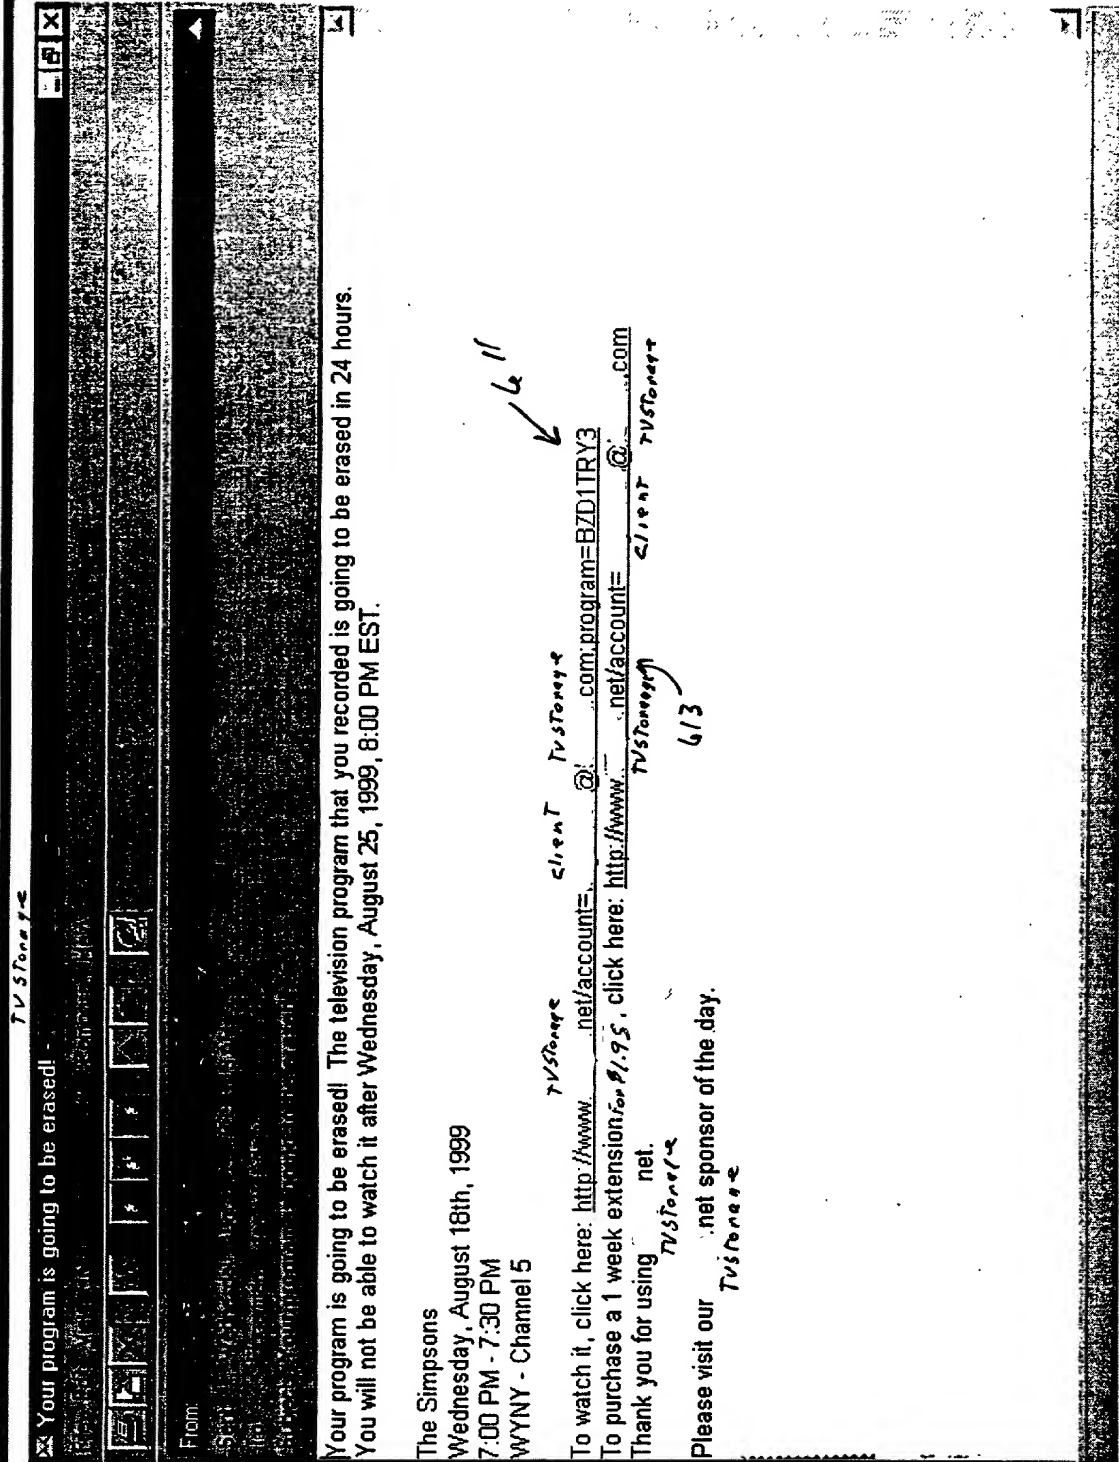 TVStorage
Your program is going to be erased! -
From:
Your program is going to be erased! The television program that you recorded is going to be erased in 24 hours.
You will not be able to watch it after Wednesday, August 25, 1999, 8:00 PM EST.
The Simpsons
Wednesday, August 18th, 1999
7:00 PM - 7:30 PM
WYNY - Channel 5
611
TVStorage client TVStorage
To watch it, click here: http://www. .net/account= @ .com;program=BZD1TRY3
To purchase a 1 week extension for $1.95, click here: http://www. .net/account= @ .com
TVStorage client TVStorage
613
Thank you for using .net.
TVStorage
Please visit our .net sponsor of the day.
TVStorage